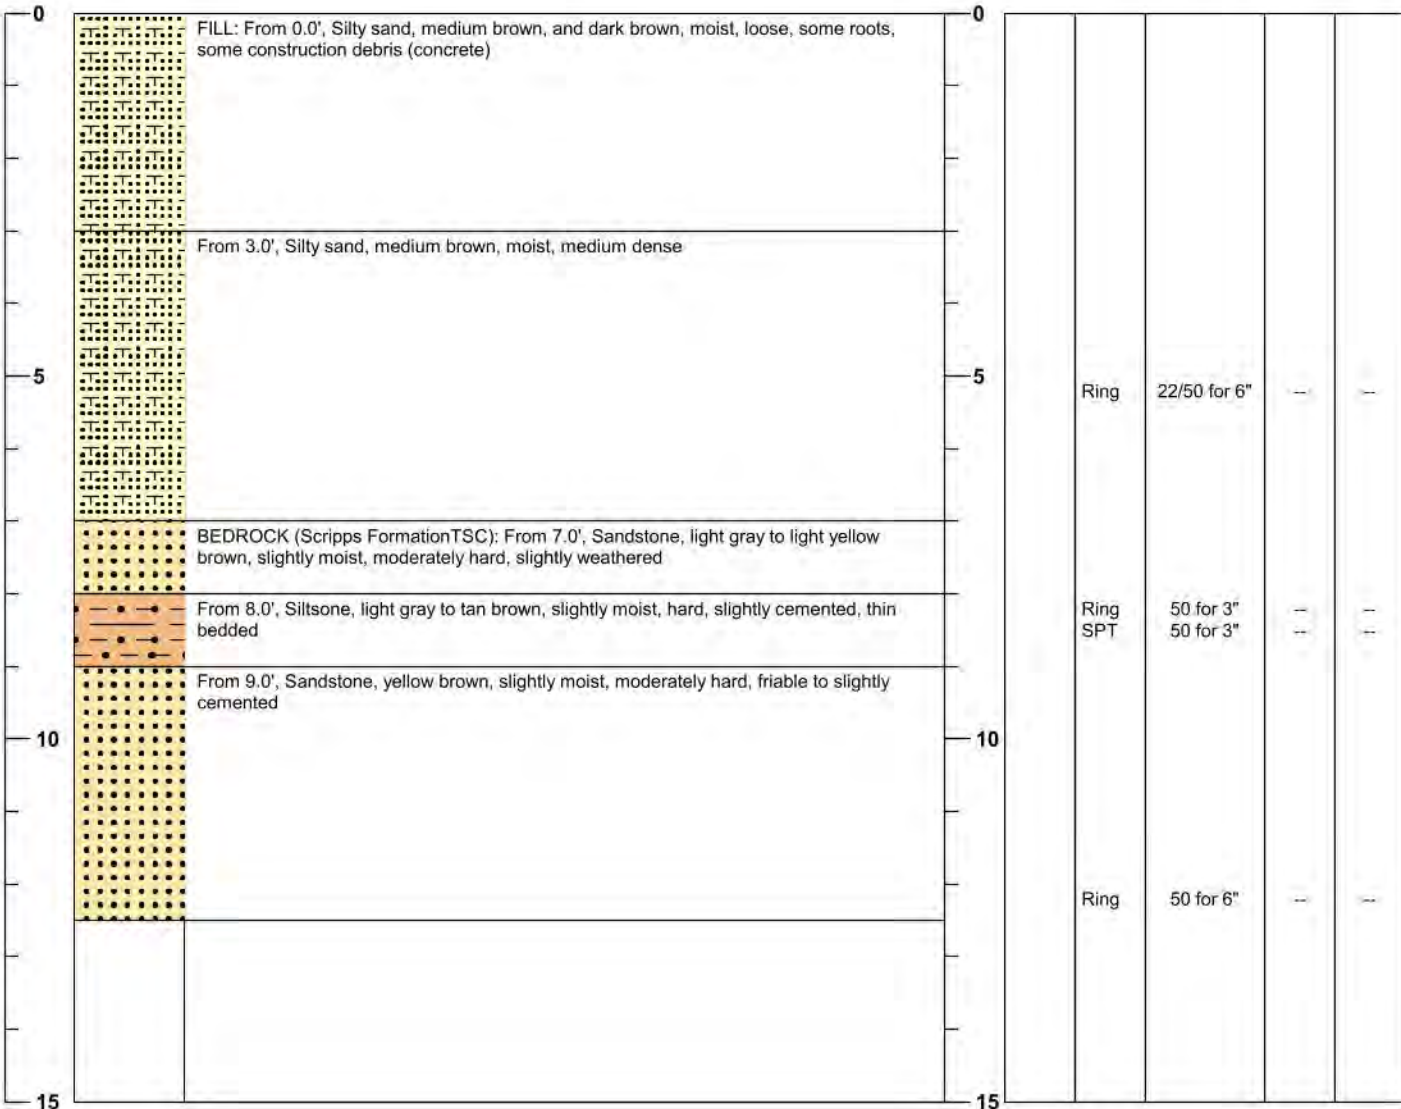 0
0
FILL: From 0.0', Silty sand, medium brown, and dark brown, moist, loose, some roots,
some construction debris (concrete)
From 3.0', Silty sand, medium brown, moist, medium dense
5
5
Ring 22/50 for 6" -- --
BEDROCK (Scripps FormationTSC): From 7.0', Sandstone, light gray to light yellow
brown, slightly moist, moderately hard, slightly weathered
From 8.0', Siltsone, light gray to tan brown, slightly moist, hard, slightly cemented, thin
bedded
Ring 50 for 3" -- --
SPT 50 for 3" -- --
From 9.0', Sandstone, yellow brown, slightly moist, moderately hard, friable to slightly
cemented
10
10
Ring 50 for 6" -- --
15
15